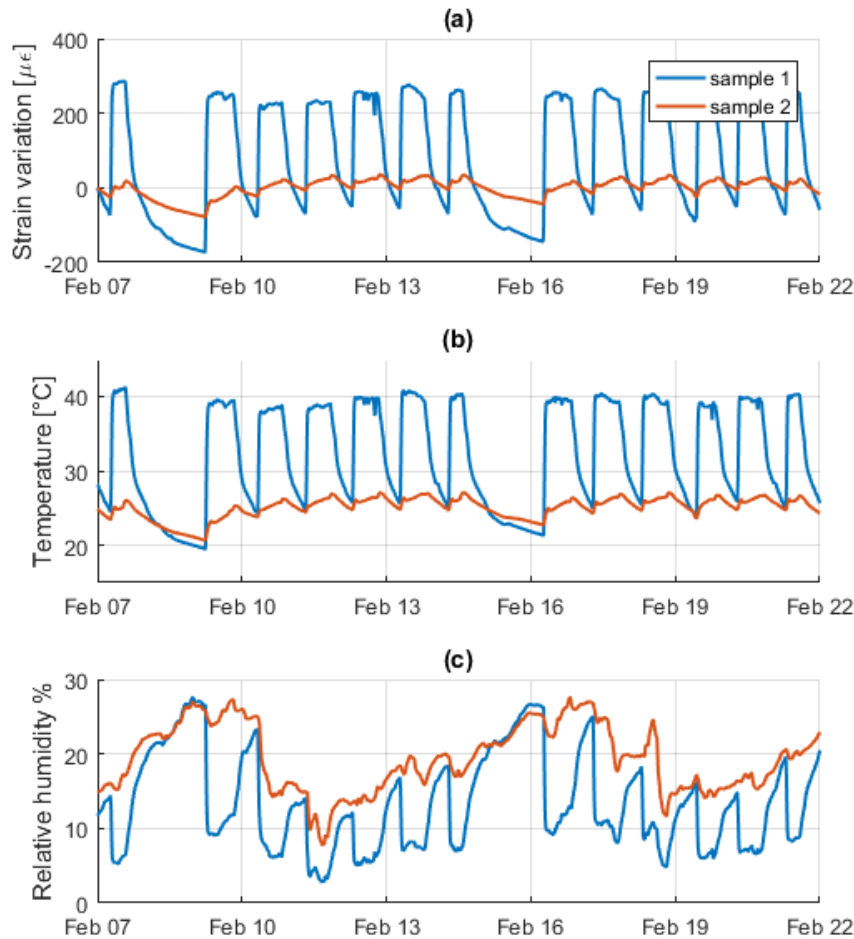 (a)
Strain variation [με]
400
200
0
-200
sample 1
sample 2
Feb 07 Feb 10 Feb 13 Feb 16 Feb 19 Feb 22
(b)
Temperature [°C]
40
30
20
Feb 07 Feb 10 Feb 13 Feb 16 Feb 19 Feb 22
(c)
Relative humidity %
30
20
10
0
Feb 07 Feb 10 Feb 13 Feb 16 Feb 19 Feb 22